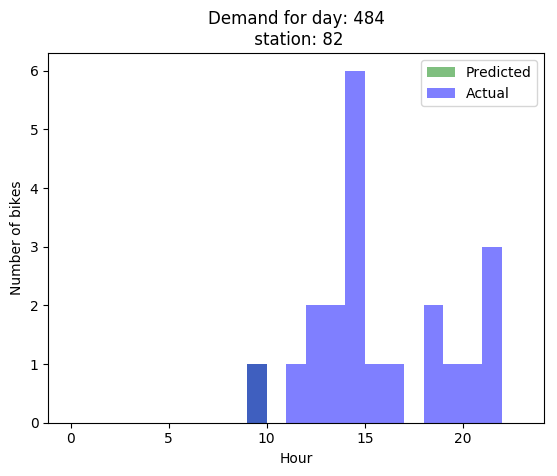 Demand for day: 484
station: 82
Predicted
Actual
Number of bikes
6
5
4
3
2
1
0
0 5 10 15 20
Hour